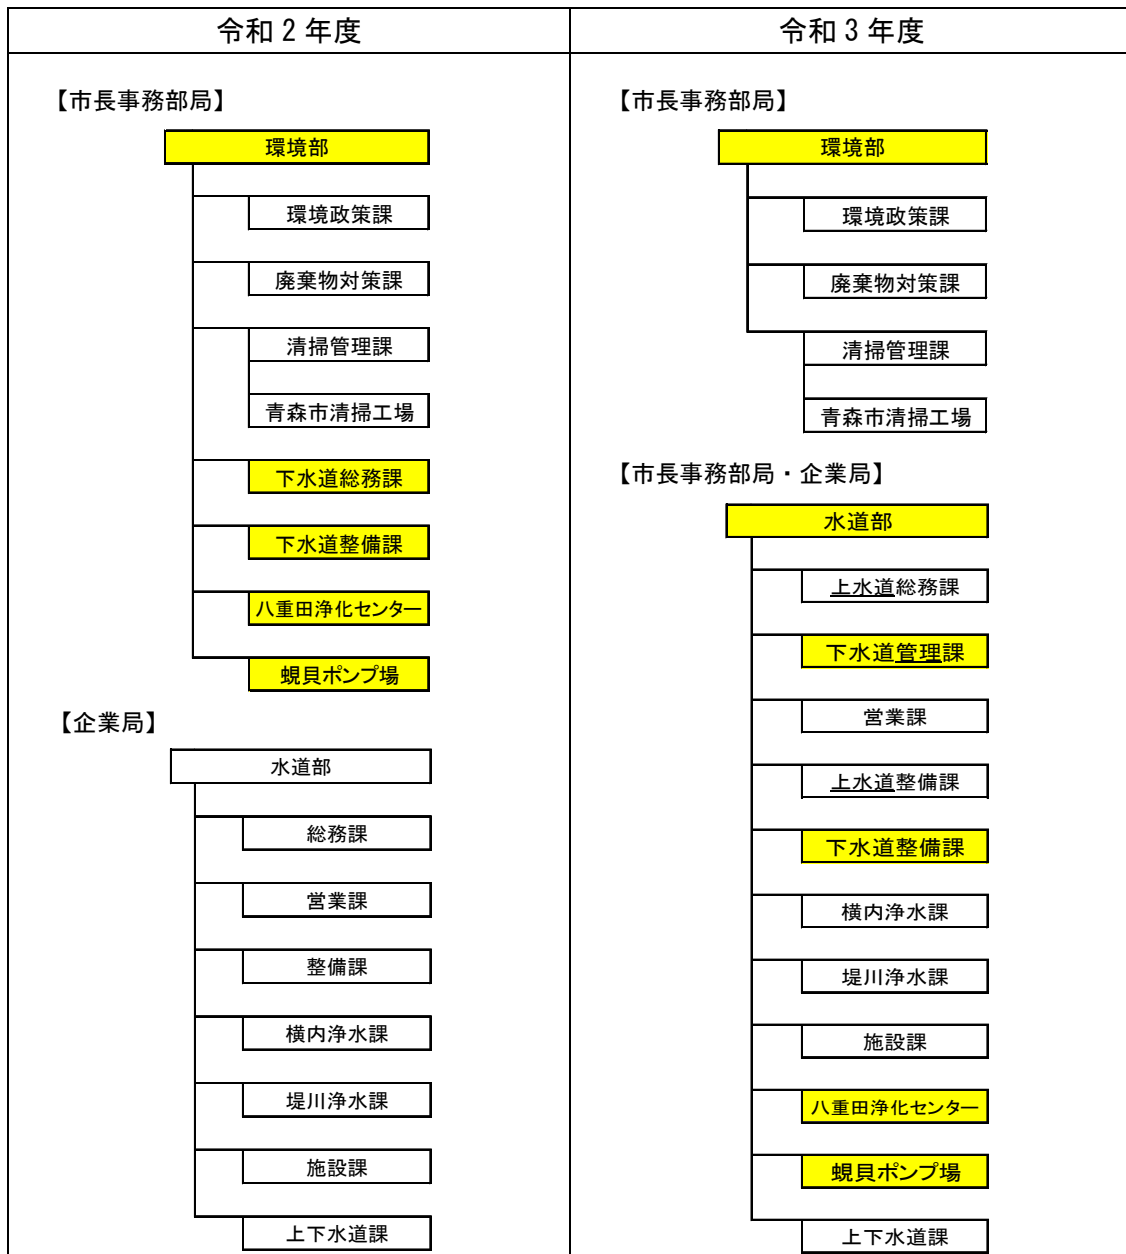 令和2年度
【市長事務部局】
環境部
環境政策課
廃棄物対策課
清掃管理課
青森市清掃工場
下水道総務課
下水道整備課
八重田浄化センター
蜆貝ポンプ場
【企業局】
水道部
総務課
営業課
整備課
横内浄水課
堤川浄水課
施設課
上下水道課
令和3年度
【市長事務部局】
環境部
環境政策課
廃棄物対策課
清掃管理課
青森市清掃工場
【市長事務部局・企業局】
水道部
上水道総務課
下水道管理課
営業課
上水道整備課
下水道整備課
横内浄水課
堤川浄水課
施設課
八重田浄化センター
蜆貝ポンプ場
上下水道課